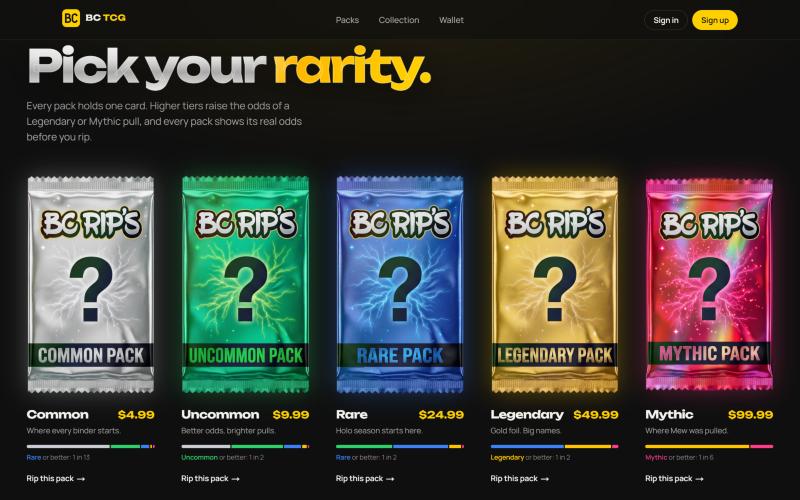 BC BC TCG
Packs Collection Wallet
Sign in Sign up
Pick your rarity.
Every pack holds one card. Higher tiers raise the odds of a
Legendary or Mythic pull, and every pack shows its real odds
before you rip.
BC RIP'S BC RIP'S BC RIP'S BC RIP'S BC RIP'S
? ? ? ? ?
COMMON PACK UNCOMMON PACK RARE PACK LEGENDARY PACK MYTHIC PACK
Common $4.99 Uncommon $9.99 Rare $24.99 Legendary $49.99 Mythic $99.99
Where every binder starts. Better odds, brighter pulls. Holo season starts here. Gold foil. Big names. Where Mew was pulled.
Rare or better: 1 in 13 Uncommon or better: 1 in 2 Rare or better: 1 in 2 Legendary or better: 1 in 2 Mythic or better: 1 in 6
Rip this pack → Rip this pack → Rip this pack → Rip this pack → Rip this pack →